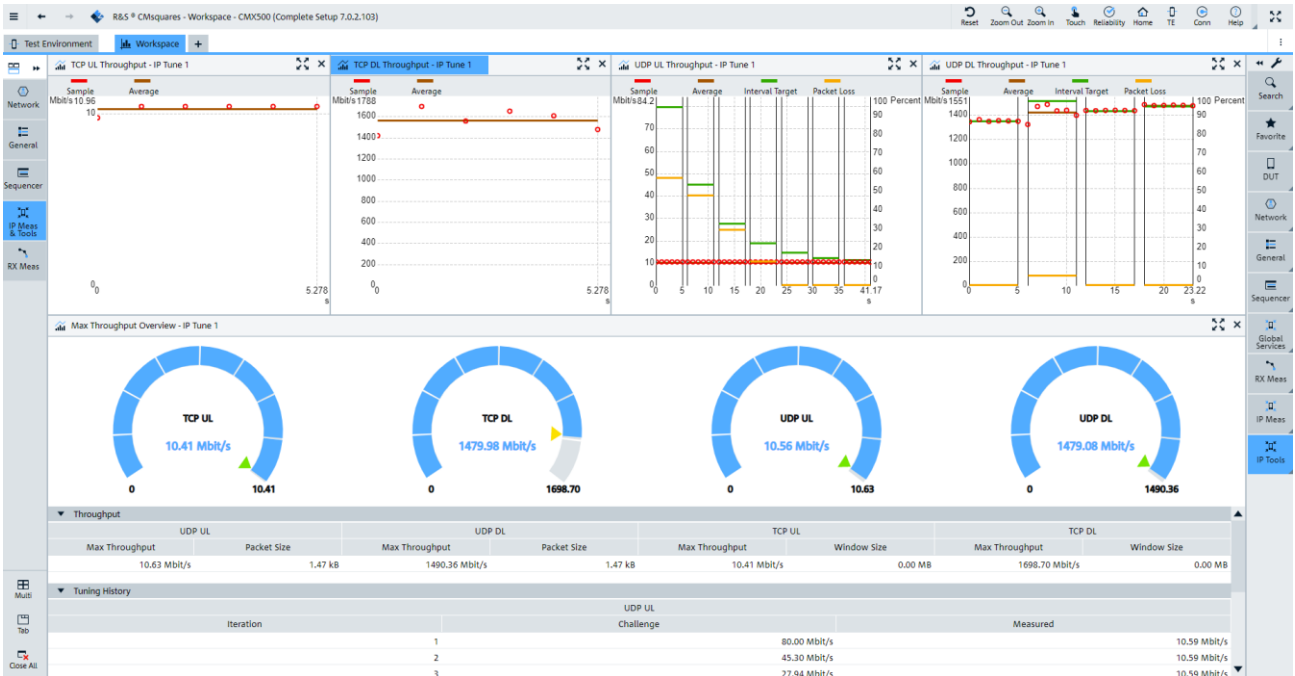 R&S ® CMsquares - Workspace - CMX500 (Complete Setup 7.0.2.103)
Reset Zoom Out Zoom In Touch Reliability Home TE Conn Help
Test Environment Workspace +
Network
General
Sequencer
IP Meas
& Tools
RX Meas
Multi
Tab
Close All
TCP UL Throughput - IP Tune 1
Sample Average
Mbit/s 10.96
10
0
0 5.278
s
TCP DL Throughput - IP Tune 1
Sample Average
Mbit/s 1788
1600
1400
1200
1000
800
600
400
200
0
0 5.278
s
UDP UL Throughput - IP Tune 1
Sample Average Interval Target Packet Loss
Mbit/s 84.2 100 Percent
70 90
60 80
50 70
40 60
30 50
20 40
10 30
0 20
10
0
0 5 10 15 20 25 30 35 41.17
s
UDP DL Throughput - IP Tune 1
Sample Average Interval Target Packet Loss
Mbit/s 1551 100 Percent
1400 90
1200 80
1000 70
800 60
600 50
400 40
200 30
0 20
10
0
0 5 10 15 20 23.22
s
Max Throughput Overview - IP Tune 1
TCP UL
10.41 Mbit/s
0 10.41
TCP DL
1479.98 Mbit/s
0 1698.70
UDP UL
10.56 Mbit/s
0 10.63
UDP DL
1479.08 Mbit/s
0 1490.36
Throughput
UDP UL UDP DL TCP UL TCP DL
Max Throughput Packet Size Max Throughput Packet Size Max Throughput Window Size Max Throughput Window Size
10.63 Mbit/s 1.47 kB 1490.36 Mbit/s 1.47 kB 10.41 Mbit/s 0.00 MB 1698.70 Mbit/s 0.00 MB
Tuning History
UDP UL
Iteration Challenge Measured
1 80.00 Mbit/s 10.59 Mbit/s
2 45.30 Mbit/s 10.59 Mbit/s
3 27.94 Mbit/s 10.59 Mbit/s
Search
Favorite
DUT
Network
General
Sequencer
Global
Services
RX Meas
IP Meas
IP Tools